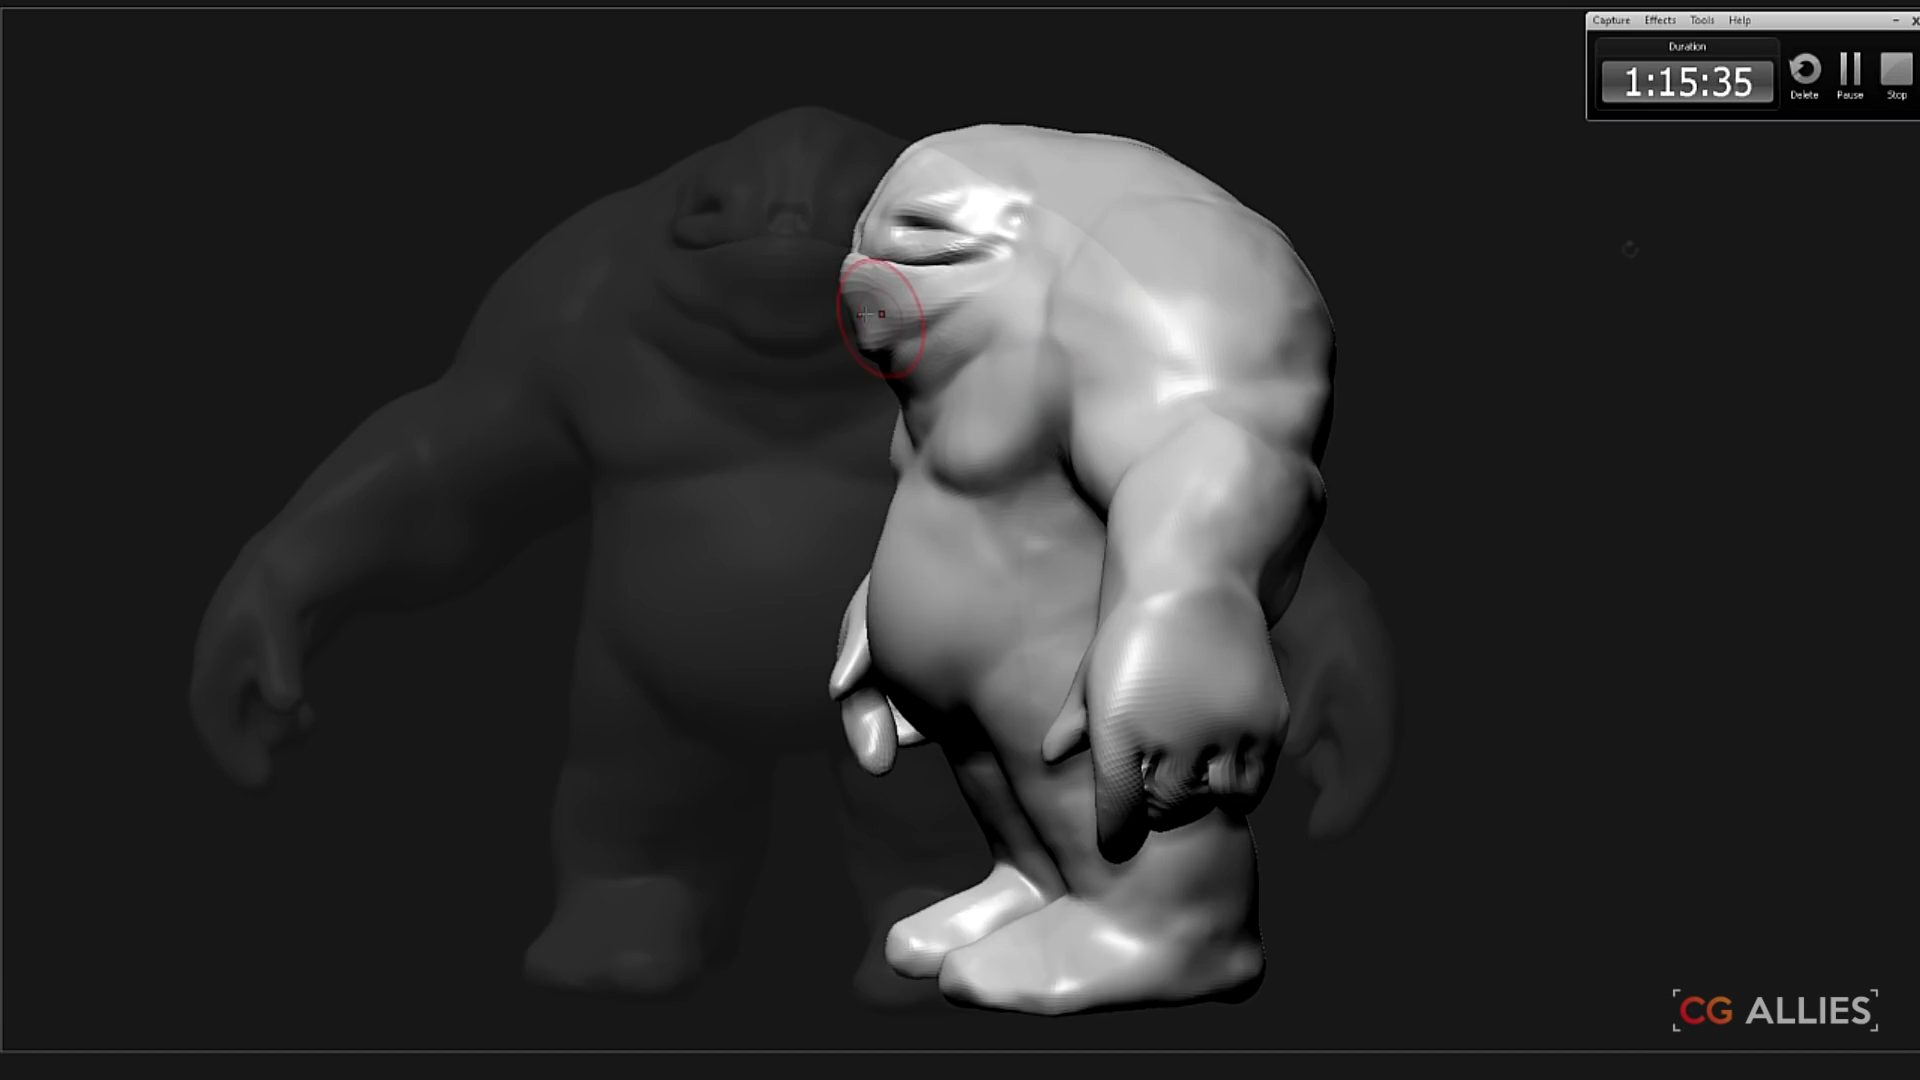 Capture Effects Tools Help
Duration
1:15:35
Delete Pause Stop
CG ALLIES